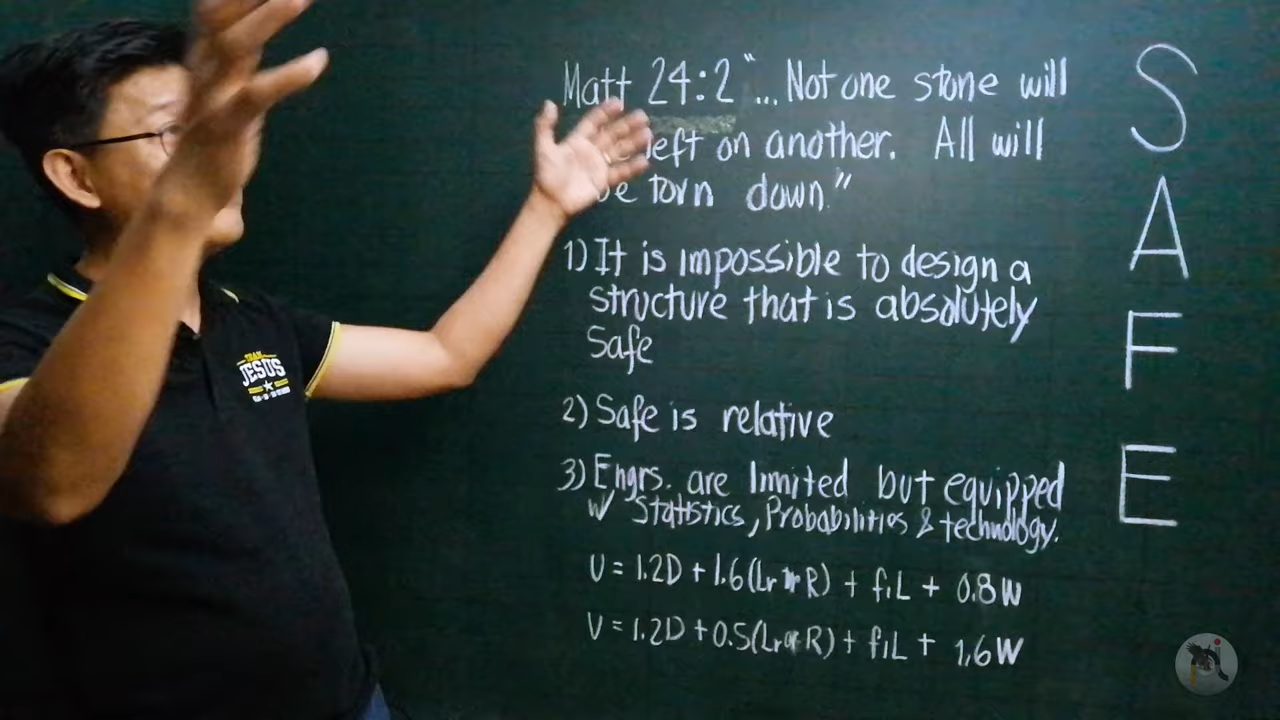 Matt 24:2 "... Not one stone will
left on another. All will
be torn down."
1) It is impossible to design a
structure that is absolutely
Safe
2) Safe is relative
3) Engrs. are limited but equipped
w/ Statistics, Probabilities & technology.
U = 1.2D + 1.6(Lr or R) + f1L + 0.8W
U = 1.2D + 0.5(Lr or R) + f1L + 1.6W
S
A
F
E
TEAM
JESUS